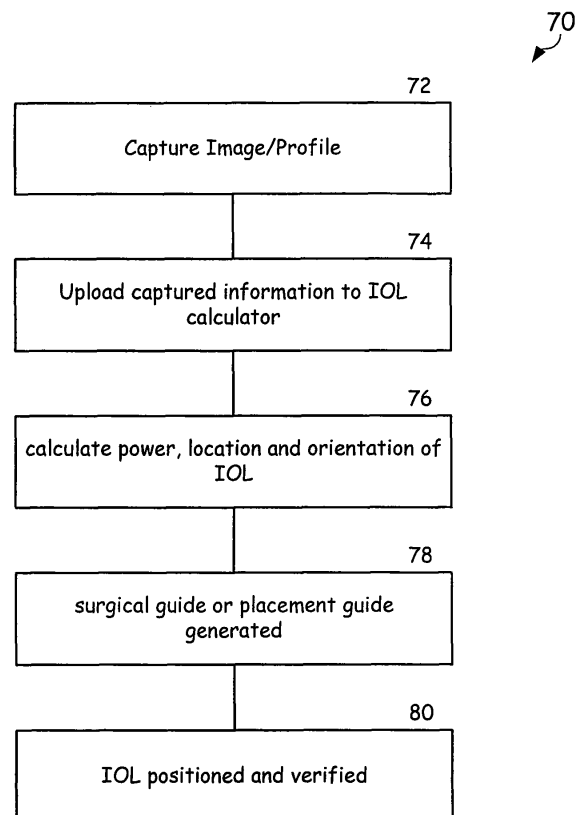 70
72
Capture Image/Profile
74
Upload captured information to IOL
calculator
76
calculate power, location and orientation of
IOL
78
surgical guide or placement guide
generated
80
IOL positioned and verified